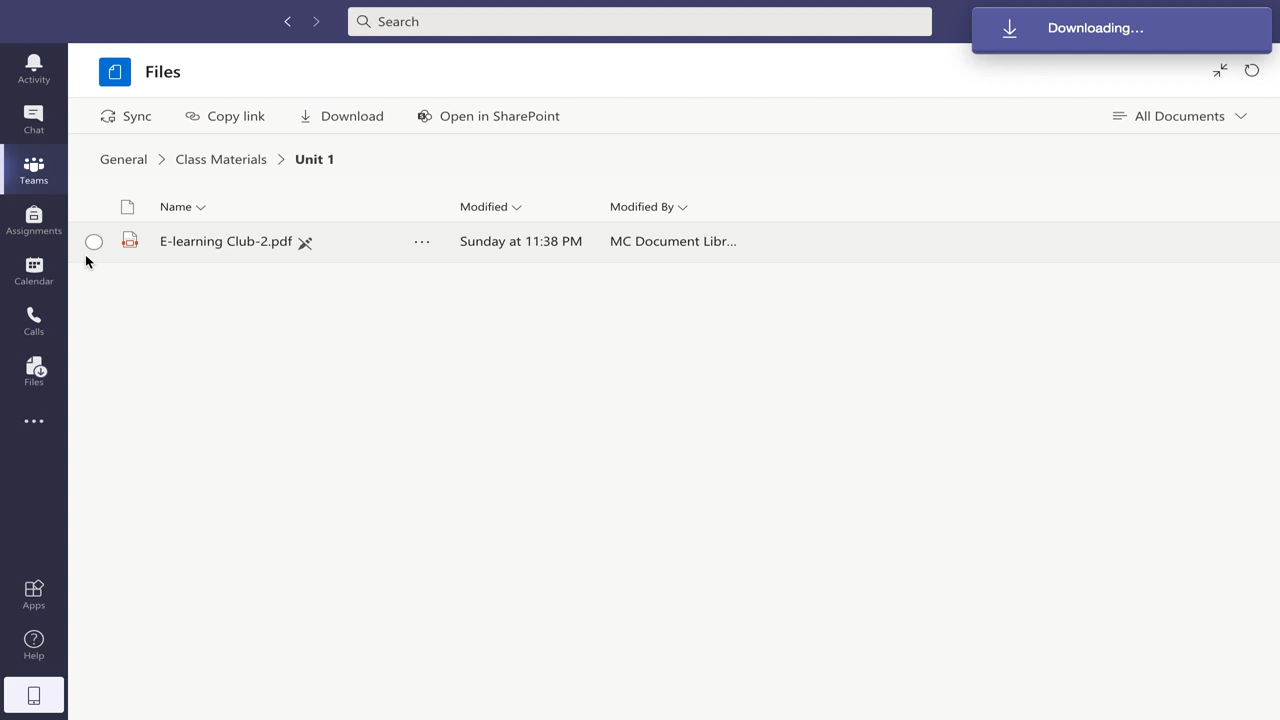 Search
Downloading...
Activity
Chat
Teams
Assignments
Calendar
Calls
Files
Apps
Help
Files
Sync Copy link Download Open in SharePoint All Documents
General > Class Materials > Unit 1
Name Modified Modified By
E-learning Club-2.pdf ... Sunday at 11:38 PM MC Document Libr...